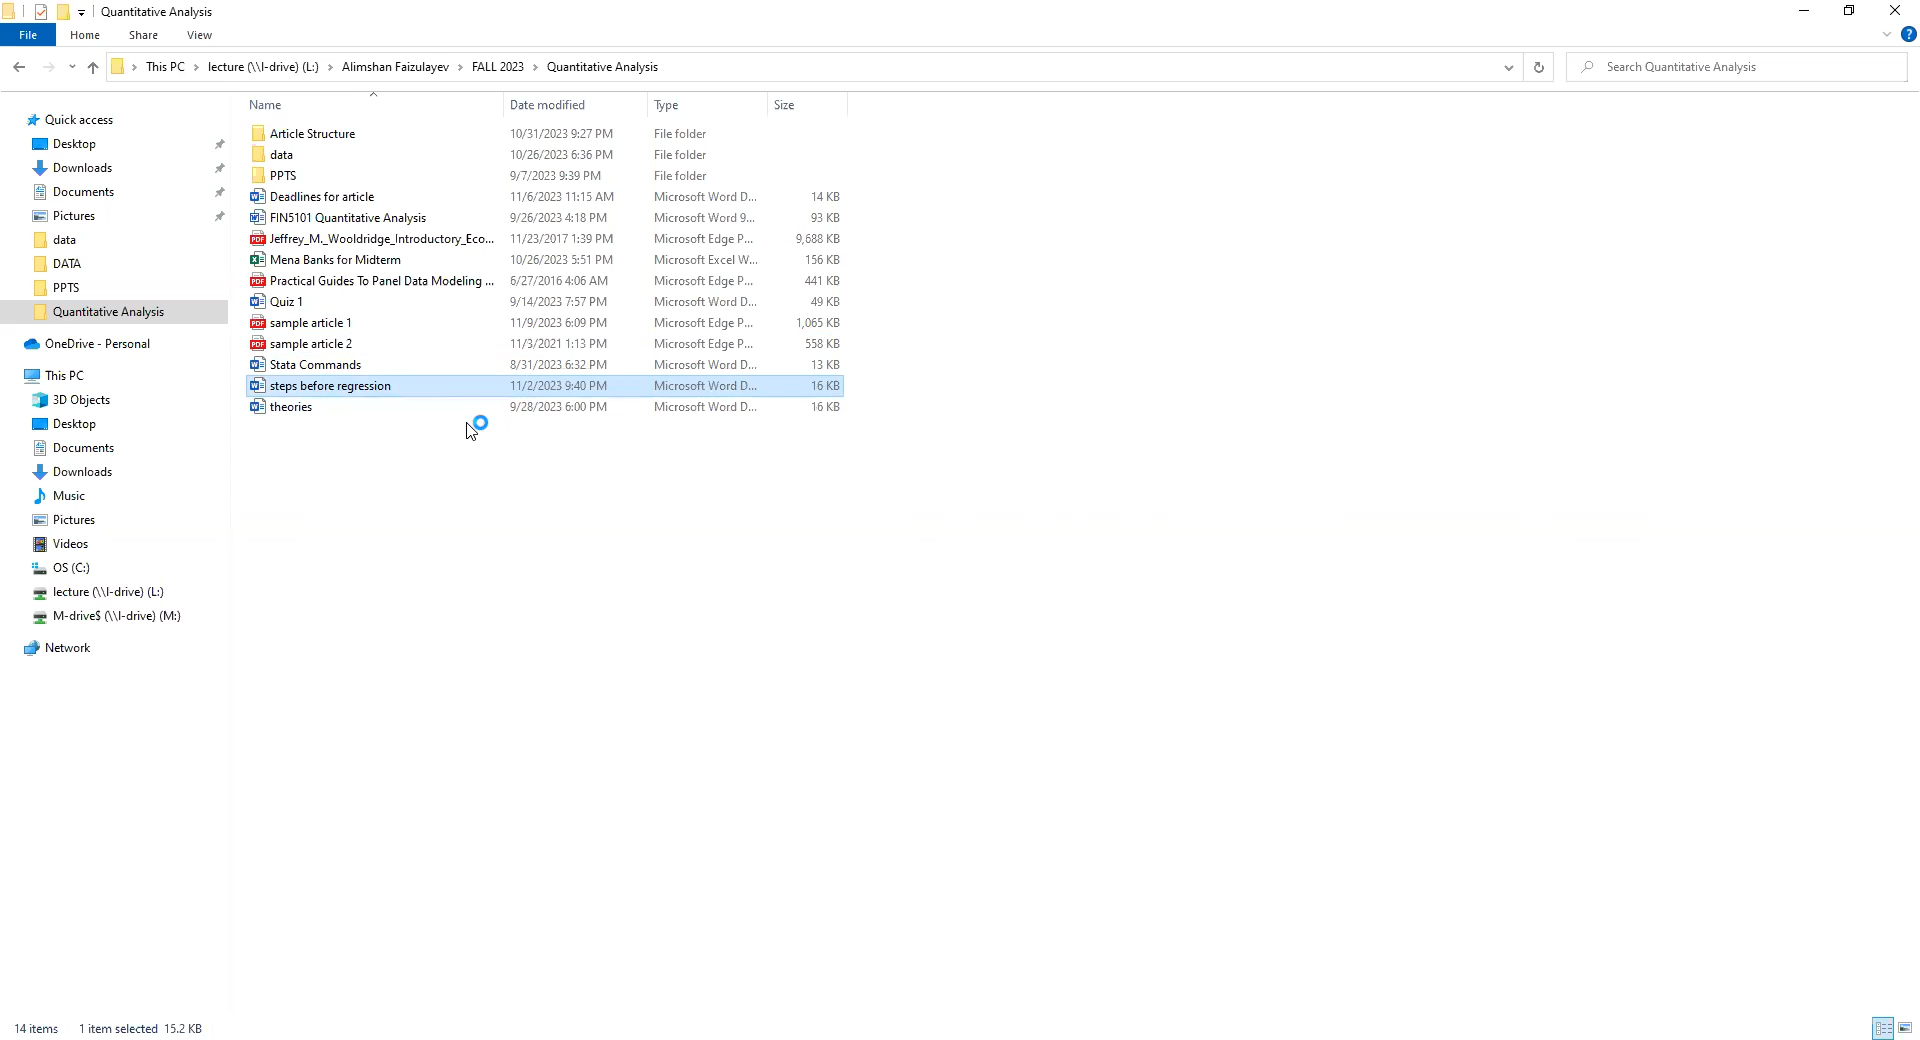 Quantitative Analysis
File Home Share View
This PC > lecture (\\I-drive) (L:) > Alimshan Faizulayev > FALL 2023 > Quantitative Analysis
Search Quantitative Analysis
Name Date modified Type Size
Quick access
Desktop
Downloads
Documents
Pictures
data
DATA
PPTS
Quantitative Analysis
OneDrive - Personal
This PC
3D Objects
Desktop
Documents
Downloads
Music
Pictures
Videos
OS (C:)
lecture (\\I-drive) (L:)
M-drive$ (\\I-drive) (M:)
Network
Article Structure 10/31/2023 9:27 PM File folder
data 10/26/2023 6:36 PM File folder
PPTS 9/7/2023 9:39 PM File folder
Deadlines for article 11/6/2023 11:15 AM Microsoft Word D... 14 KB
FIN5101 Quantitative Analysis 9/26/2023 4:18 PM Microsoft Word 9... 93 KB
Jeffrey_M._Wooldridge_Introductory_Eco... 11/23/2017 1:39 PM Microsoft Edge P... 9,688 KB
Mena Banks for Midterm 10/26/2023 5:51 PM Microsoft Excel W... 156 KB
Practical Guides To Panel Data Modeling ... 6/27/2016 4:06 AM Microsoft Edge P... 441 KB
Quiz 1 9/14/2023 7:57 PM Microsoft Word D... 49 KB
sample article 1 11/9/2023 6:09 PM Microsoft Edge P... 1,065 KB
sample article 2 11/3/2021 1:13 PM Microsoft Edge P... 558 KB
Stata Commands 8/31/2023 6:32 PM Microsoft Word D... 13 KB
steps before regression 11/2/2023 9:40 PM Microsoft Word D... 16 KB
theories 9/28/2023 6:00 PM Microsoft Word D... 16 KB
14 items 1 item selected 15.2 KB